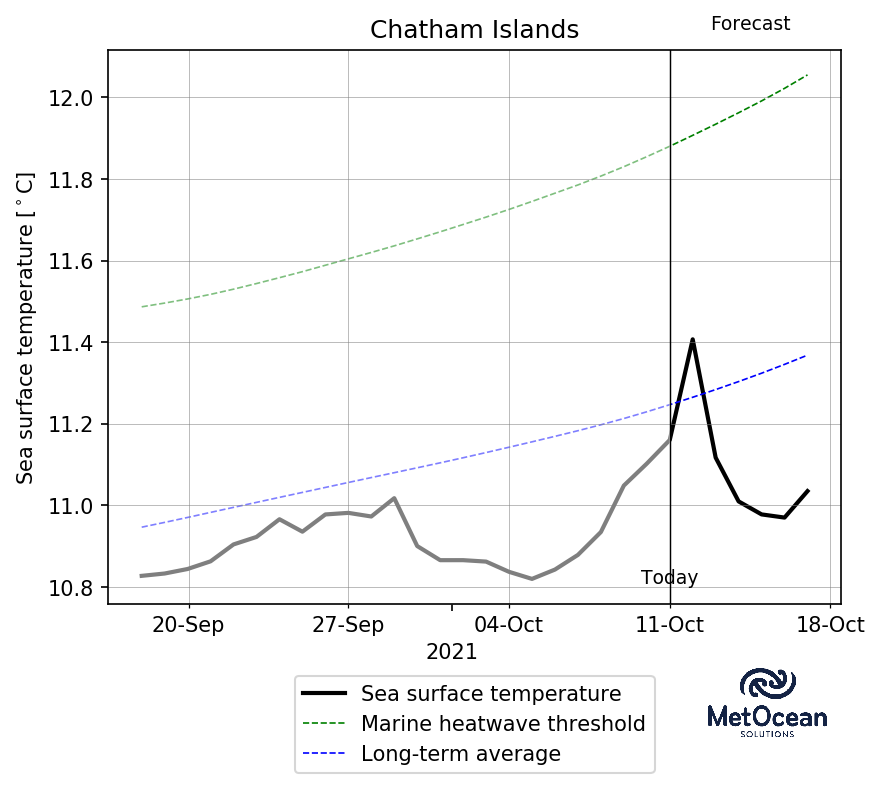 Forecast
Chatham Islands
Sea surface temperature [°C]
12.0
11.8
11.6
11.4
11.2
11.0
10.8
Today
20-Sep 27-Sep 04-Oct 11-Oct 18-Oct
2021
Sea surface temperature
Marine heatwave threshold
Long-term average
MetOcean
SOLUTIONS